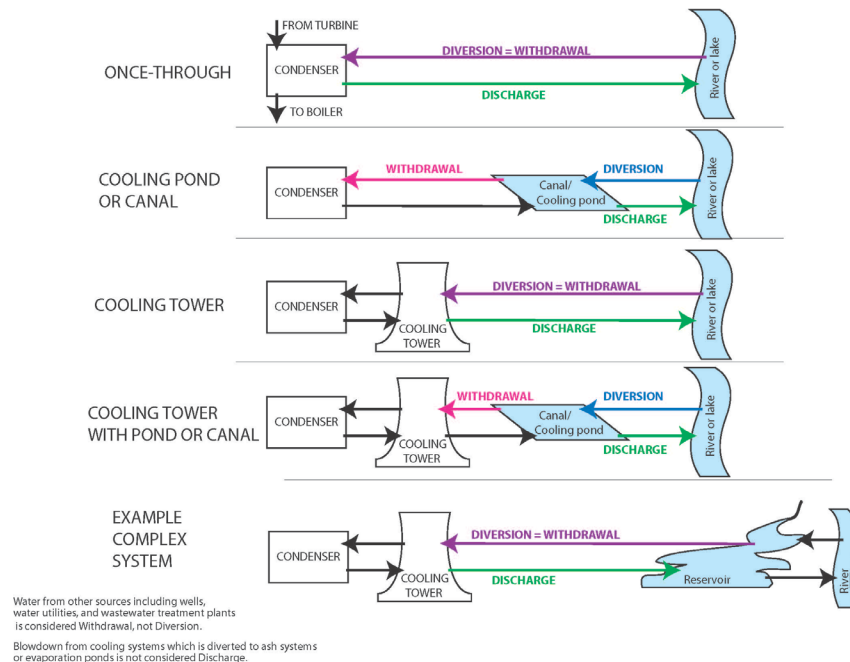 FROM TURBINE
ONCE-THROUGH
CONDENSER
DIVERSION = WITHDRAWAL
DISCHARGE
TO BOILER
River or lake
COOLING POND
OR CANAL
CONDENSER
WITHDRAWAL
Canal/
Cooling pond
DIVERSION
DISCHARGE
River or lake
COOLING TOWER
CONDENSER
COOLING
TOWER
DIVERSION = WITHDRAWAL
DISCHARGE
River or lake
COOLING TOWER
WITH POND OR CANAL
CONDENSER
COOLING
TOWER
WITHDRAWAL
Canal/
Cooling pond
DIVERSION
DISCHARGE
River or lake
EXAMPLE
COMPLEX
SYSTEM
CONDENSER
COOLING
TOWER
DIVERSION = WITHDRAWAL
DISCHARGE
Reservoir
River
Water from other sources including wells,
water utilities, and wastewater treatment plants
is considered Withdrawal, not Diversion.
Blowdown from cooling systems which is diverted to ash systems
or evaporation ponds is not considered Discharge.